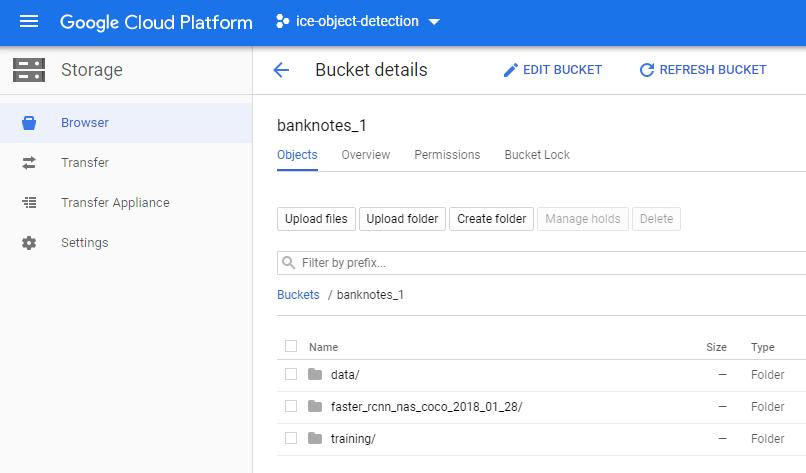 Google Cloud Platform
ice-object-detection
Storage
Bucket details
EDIT BUCKET
REFRESH BUCKET
Browser
Transfer
Transfer Appliance
Settings
banknotes_1
Objects Overview Permissions Bucket Lock
Upload files Upload folder Create folder Manage holds Delete
Filter by prefix...
Buckets / banknotes_1
Name Size Type
data/ — Folder
faster_rcnn_nas_coco_2018_01_28/ — Folder
training/ — Folder